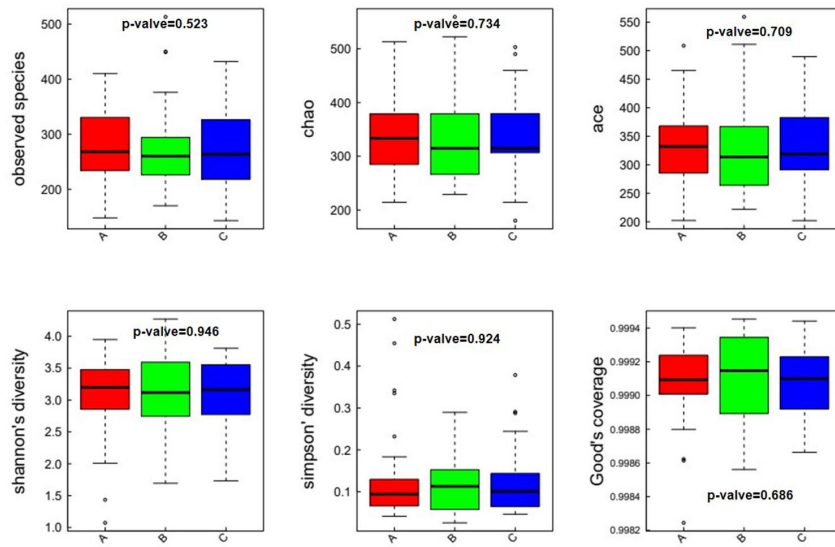 p-valve=0.523
observed species
500
400
300
200
A
B
C
p-valve=0.734
chao
500
400
300
200
A
B
C
p-valve=0.709
ace
550
500
450
400
350
300
250
200
A
B
C
p-valve=0.946
shannon's diversity
4.0
3.5
3.0
2.5
2.0
1.5
1.0
A
B
C
p-valve=0.924
simpson' diversity
0.5
0.4
0.3
0.2
0.1
A
B
C
Good's coverage
0.9994
0.9992
0.9990
0.9988
0.9986
0.9984
0.9982
p-valve=0.686
A
B
C